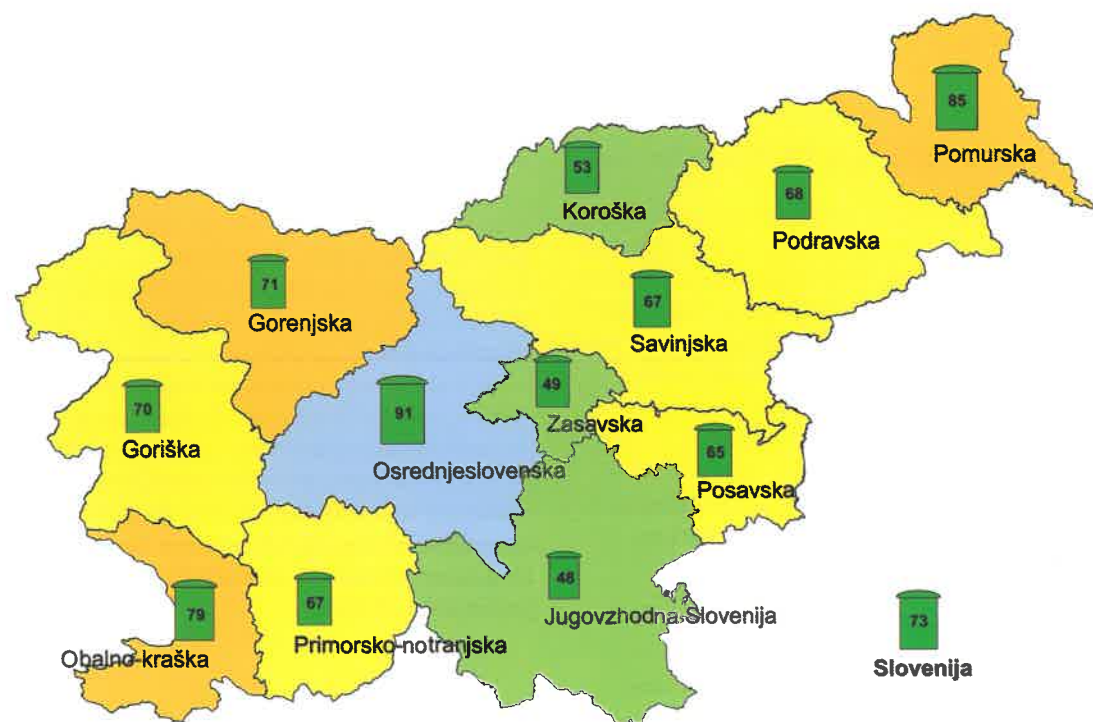 85
Pomurska
53
Koroška
68
Podravska
71
Gorenjska
67
Savinjska
49
Zasavska
70
Goriška
91
Osrednjeslovenska
65
Posavska
48
Jugovzhodna Slovenija
79
Obalno-kraška
67
Primorsko-notranjska
73
Slovenija